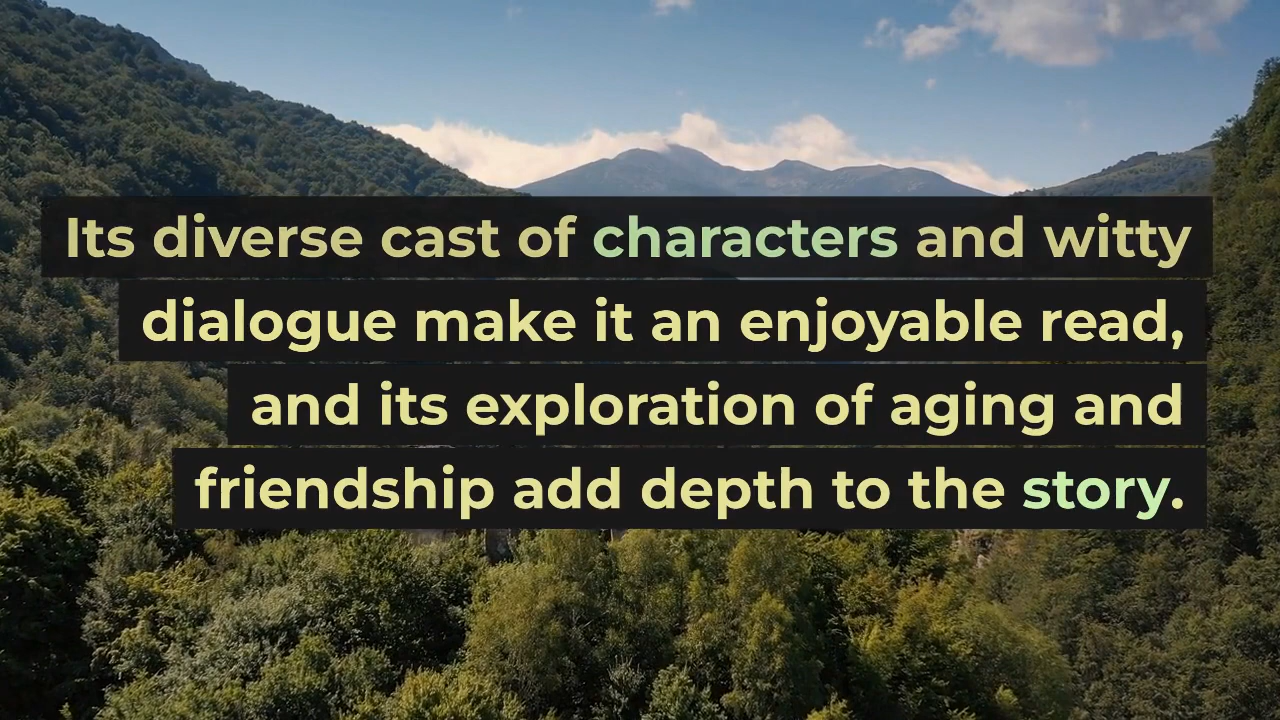 Its diverse cast of characters and witty
dialogue make it an enjoyable read,
and its exploration of aging and
friendship add depth to the story.